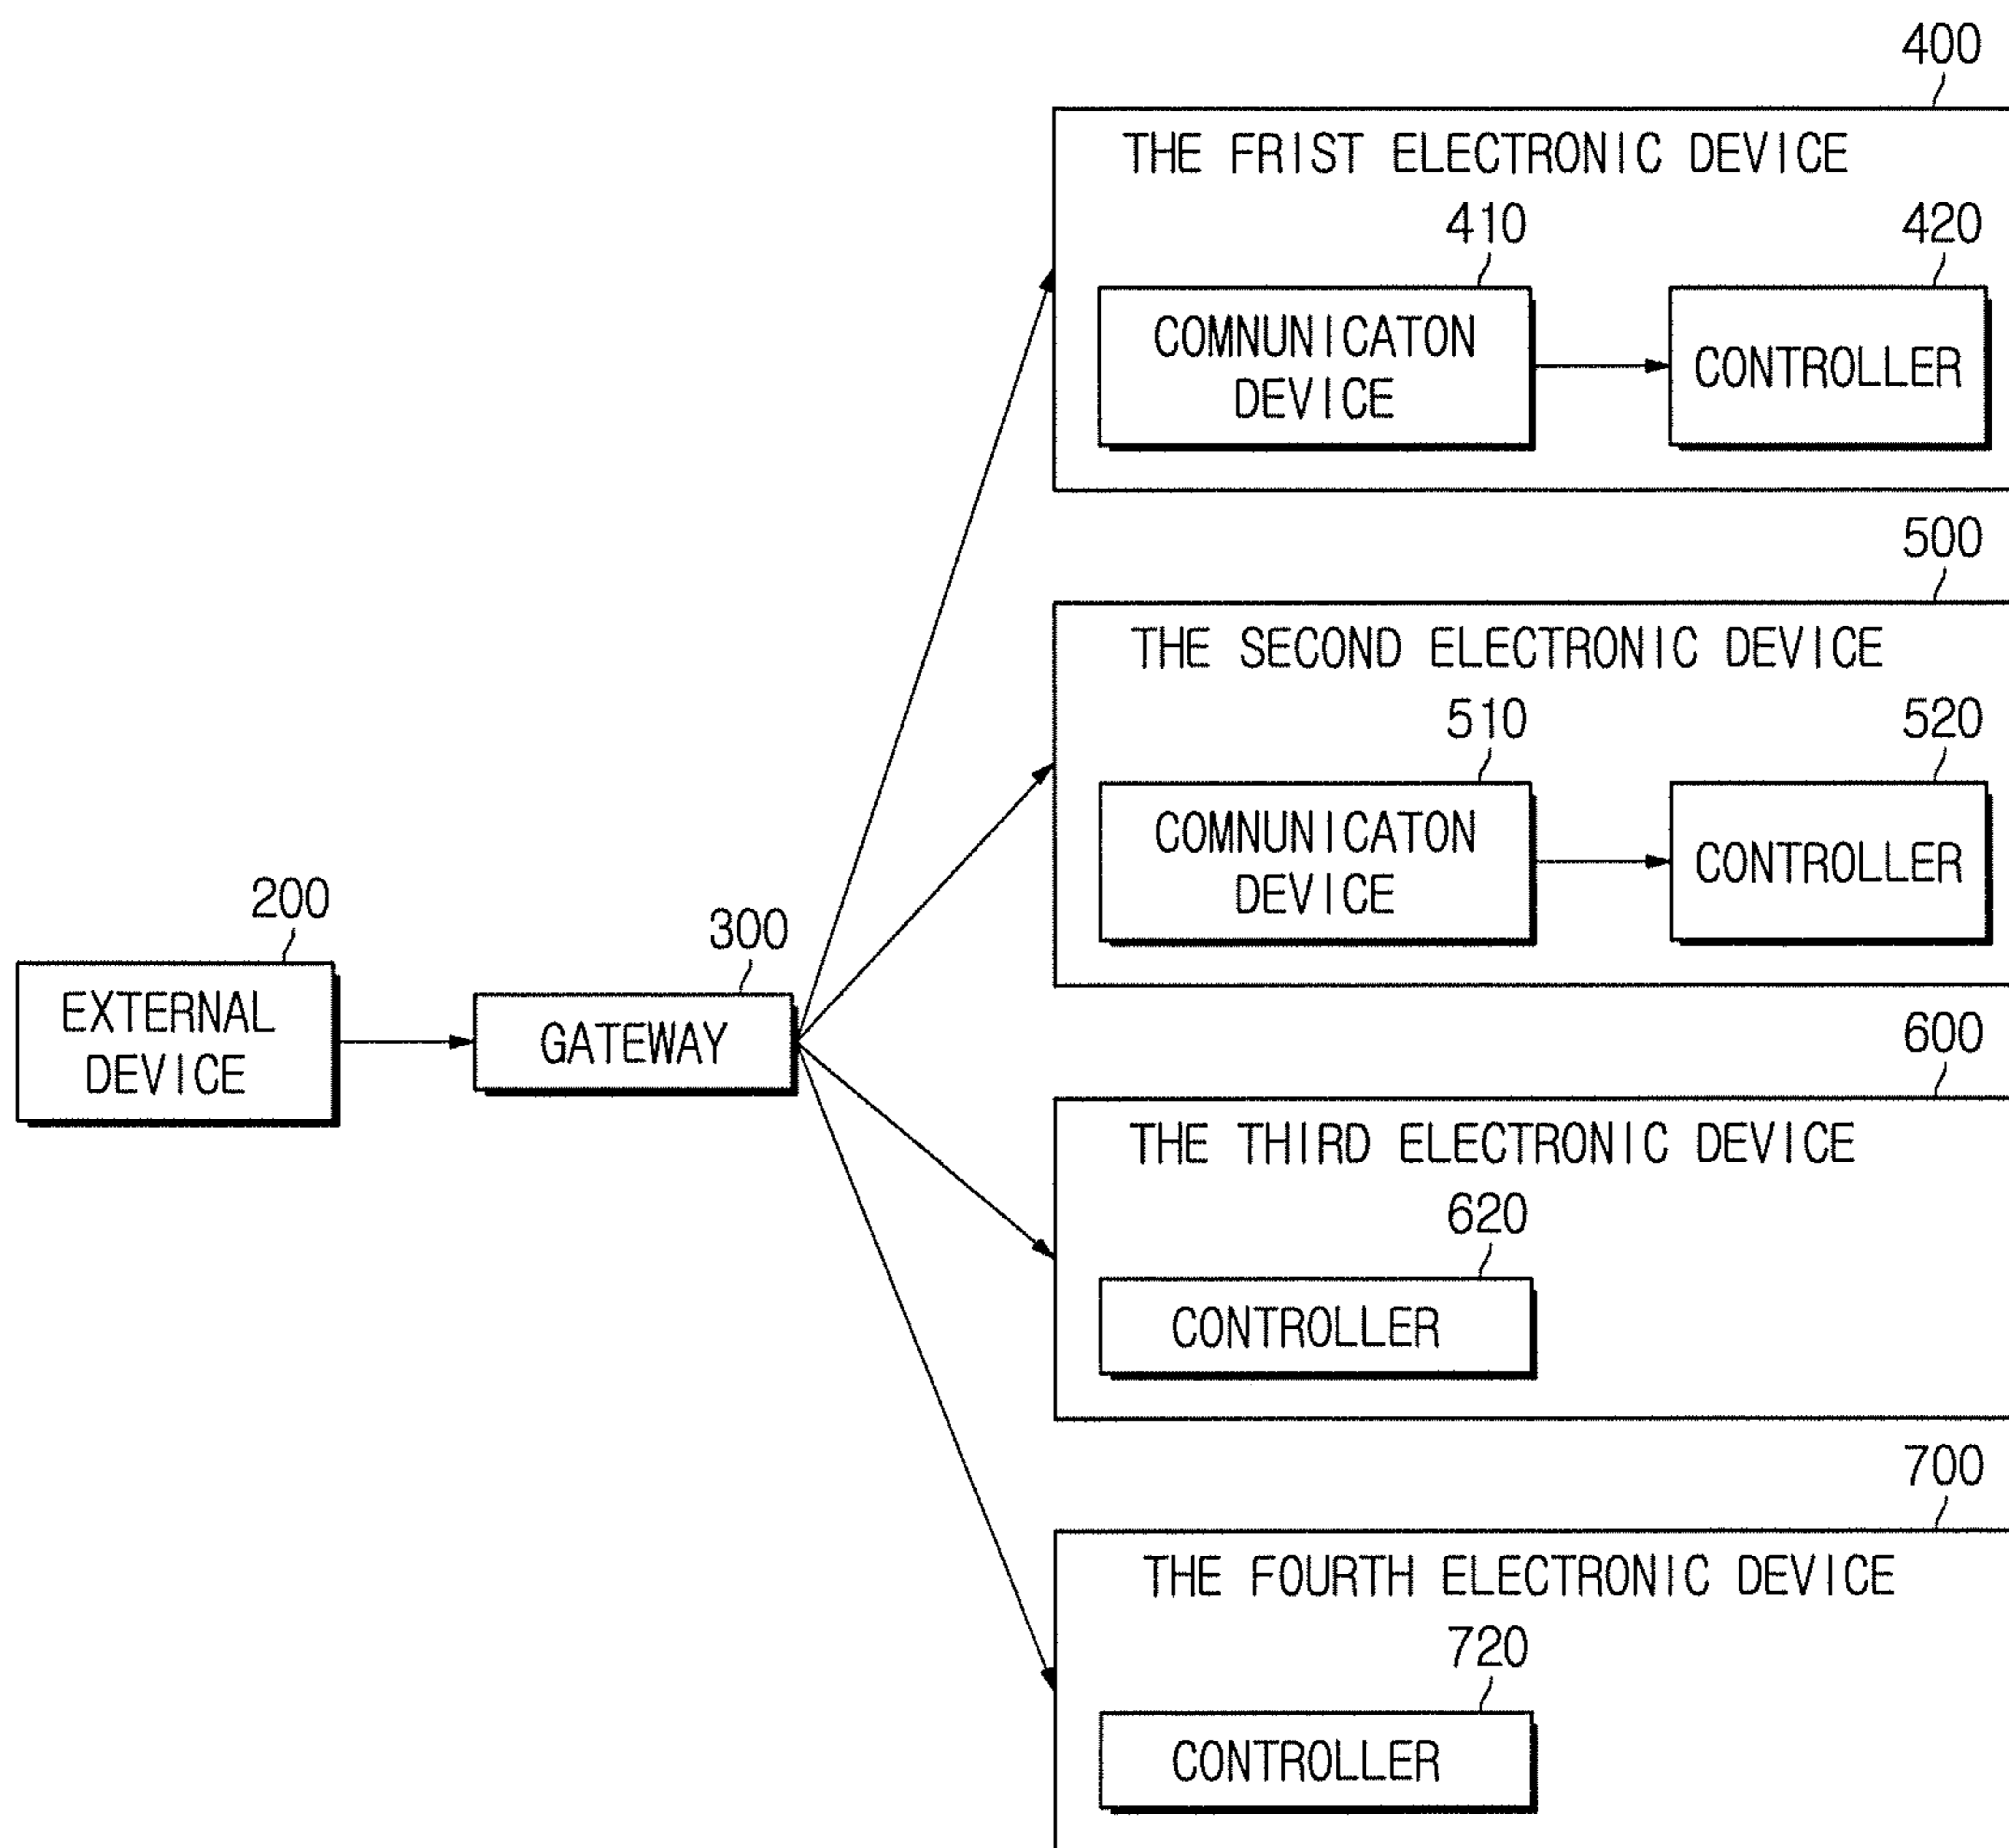 400
THE FRIST ELECTRONIC DEVICE
410
420
COMNUNICATON
DEVICE
CONTROLLER
500
THE SECOND ELECTRONIC DEVICE
510
520
COMNUNICATON
DEVICE
CONTROLLER
200
300
EXTERNAL
DEVICE
GATEWAY
600
THE THIRD ELECTRONIC DEVICE
620
CONTROLLER
700
THE FOURTH ELECTRONIC DEVICE
720
CONTROLLER